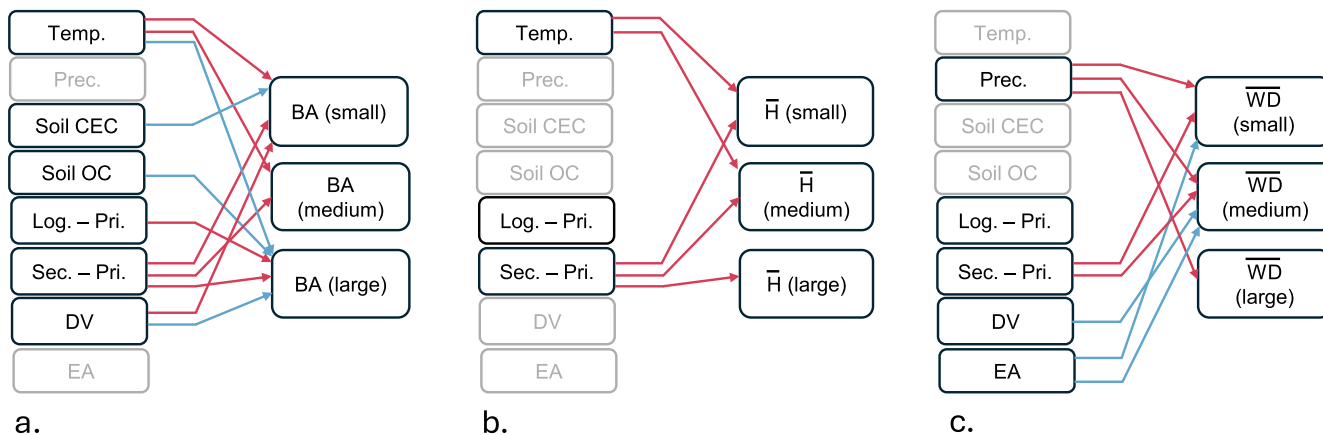 Temp.
Prec.
Soil CEC
Soil OC
Log. – Pri.
Sec. – Pri.
DV
EA
BA (small)
BA
(medium)
BA (large)
a.
Temp.
Prec.
Soil CEC
Soil OC
Log. – Pri.
Sec. – Pri.
DV
EA
H̅ (small)
H̅
(medium)
H̅ (large)
b.
Temp.
Prec.
Soil CEC
Soil OC
Log. – Pri.
Sec. – Pri.
DV
EA
W̅D̅
(small)
W̅D̅
(medium)
W̅D̅
(large)
c.